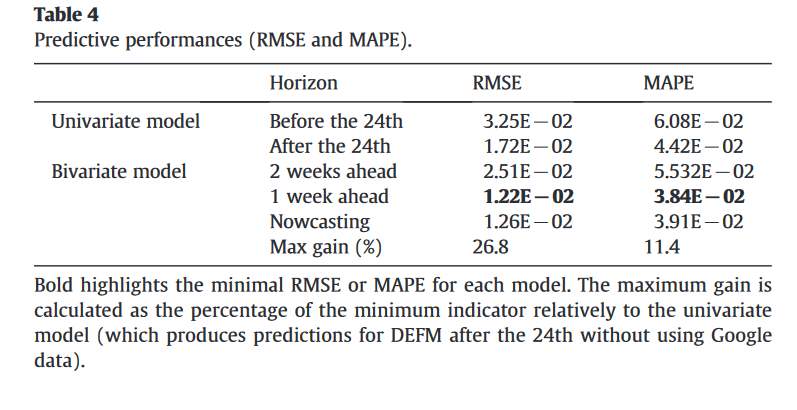 Table 4
Predictive performances (RMSE and MAPE).
Horizon RMSE MAPE
Univariate model Before the 24th 3.25E−02 6.08E−02
After the 24th 1.72E−02 4.42E−02
Bivariate model 2 weeks ahead 2.51E−02 5.532E−02
1 week ahead 1.22E−02 3.84E−02
Nowcasting 1.26E−02 3.91E−02
Max gain (%) 26.8 11.4
Bold highlights the minimal RMSE or MAPE for each model. The maximum gain is
calculated as the percentage of the minimum indicator relatively to the univariate
model (which produces predictions for DEFM after the 24th without using Google
data).